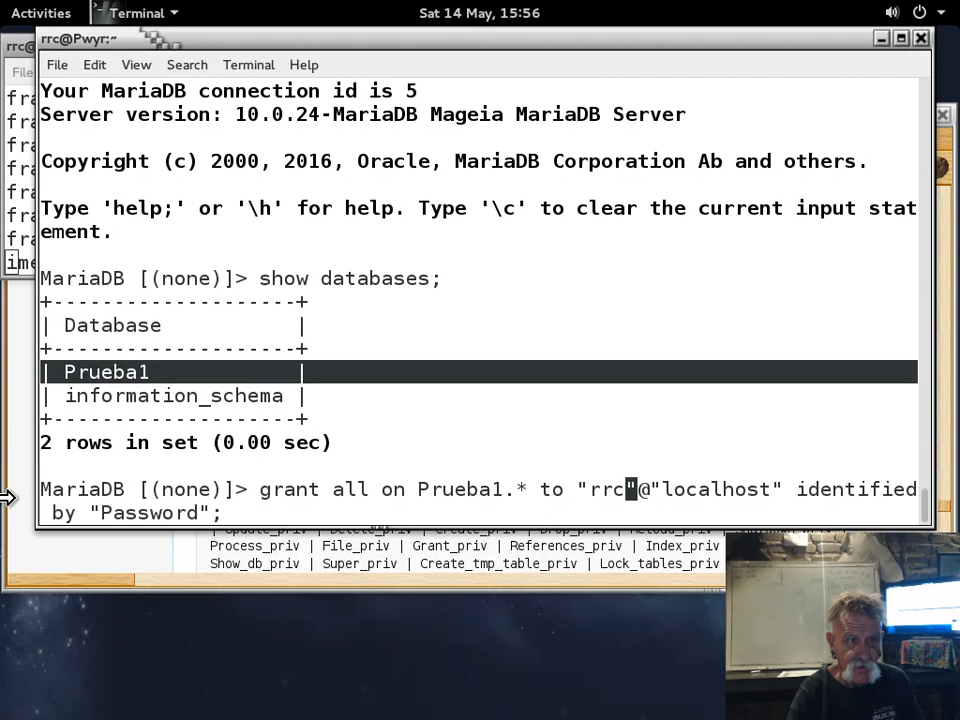 Activities Terminal Sat 14 May, 15:56
rrc@Pwyr:~
File Edit View Search Terminal Help
Your MariaDB connection id is 5
Server version: 10.0.24-MariaDB Mageia MariaDB Server
Copyright (c) 2000, 2016, Oracle, MariaDB Corporation Ab and others.
Type 'help;' or '\h' for help. Type '\c' to clear the current input stat
ement.
MariaDB [(none)]> show databases;
+--------------------+
| Database |
+--------------------+
| Prueba1 |
| information_schema |
+--------------------+
2 rows in set (0.00 sec)
MariaDB [(none)]> grant all on Prueba1.* to "rrc"@"localhost" identified
by "Password";
Process_priv | File_priv | Grant_priv | References_priv | Index_priv
Show_db_priv | Super_priv | Create_tmp_table_priv | Lock_tables_priv